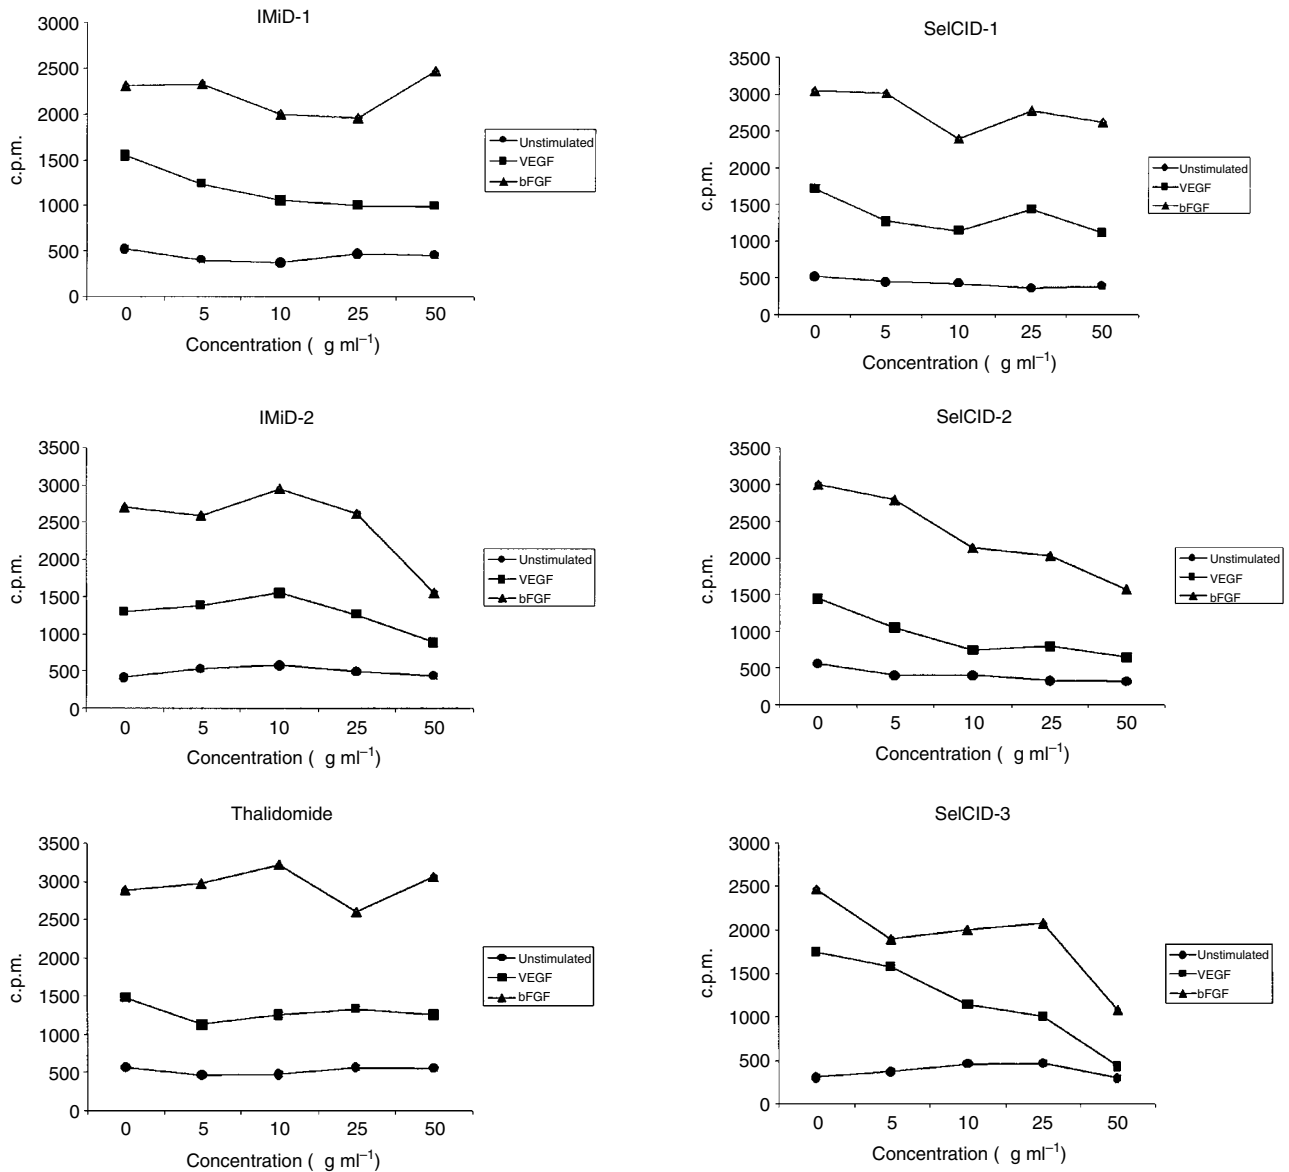 IMiD-1
3000
2500
2000
1500
1000
500
0
c.p.m.
0 5 10 25 50
Concentration ( g ml⁻¹)
Unstimulated
VEGF
bFGF
SelCID-1
3500
3000
2500
2000
1500
1000
500
0
c.p.m.
0 5 10 25 50
Concentration ( g ml⁻¹)
Unstimulated
VEGF
bFGF
IMiD-2
3500
3000
2500
2000
1500
1000
500
0
c.p.m.
0 5 10 25 50
Concentration ( g ml⁻¹)
Unstimulated
VEGF
bFGF
SelCID-2
3500
3000
2500
2000
1500
1000
500
0
c.p.m.
0 5 10 25 50
Concentration ( g ml⁻¹)
Unstimulated
VEGF
bFGF
Thalidomide
3500
3000
2500
2000
1500
1000
500
0
c.p.m.
0 5 10 25 50
Concentration ( g ml⁻¹)
Unstimulated
VEGF
bFGF
SelCID-3
3000
2500
2000
1500
1000
500
0
c.p.m.
0 5 10 25 50
Concentration ( g ml⁻¹)
Unstimulated
VEGF
bFGF